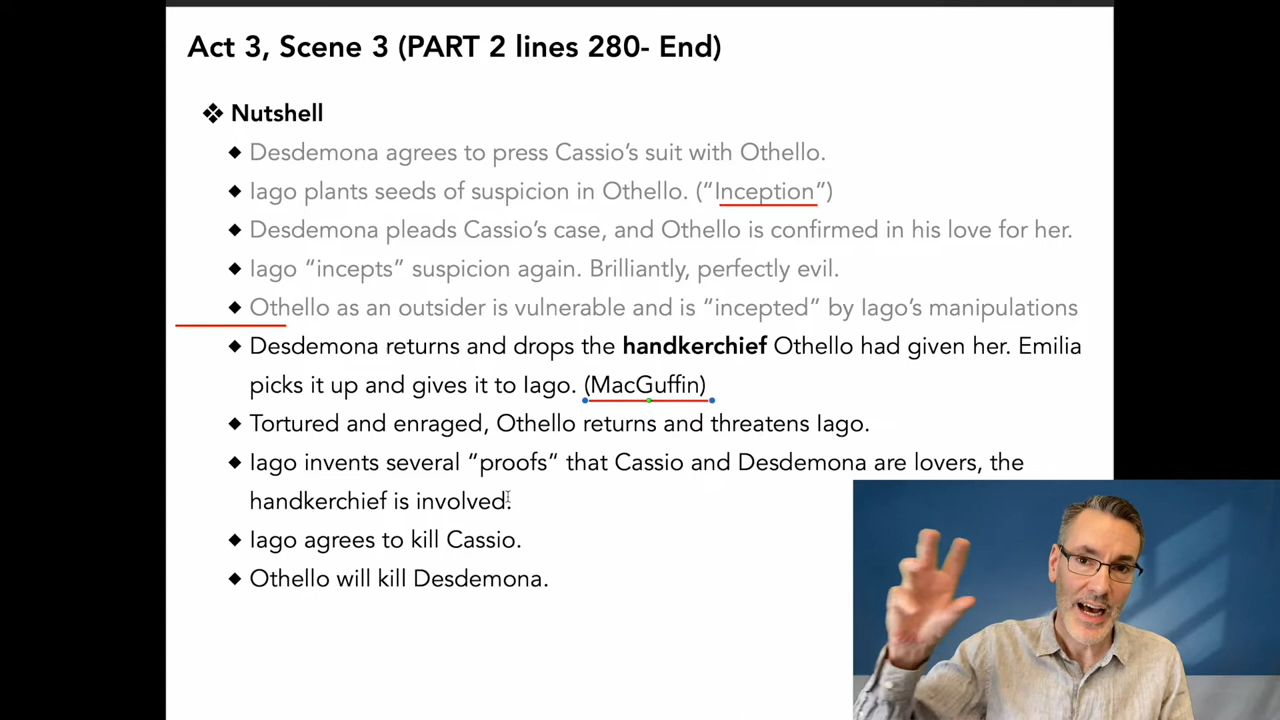 Act 3, Scene 3 (PART 2 lines 280- End)
❖ Nutshell
◆ Desdemona agrees to press Cassio’s suit with Othello.
◆ Iago plants seeds of suspicion in Othello. (“Inception”)
◆ Desdemona pleads Cassio’s case, and Othello is confirmed in his love for her.
◆ Iago “incepts” suspicion again. Brilliantly, perfectly evil.
◆ Othello as an outsider is vulnerable and is “incepted” by Iago’s manipulations
◆ Desdemona returns and drops the handkerchief Othello had given her. Emilia
picks it up and gives it to Iago. (MacGuffin)
◆ Tortured and enraged, Othello returns and threatens Iago.
◆ Iago invents several “proofs” that Cassio and Desdemona are lovers, the
handkerchief is involved.
◆ Iago agrees to kill Cassio.
◆ Othello will kill Desdemona.